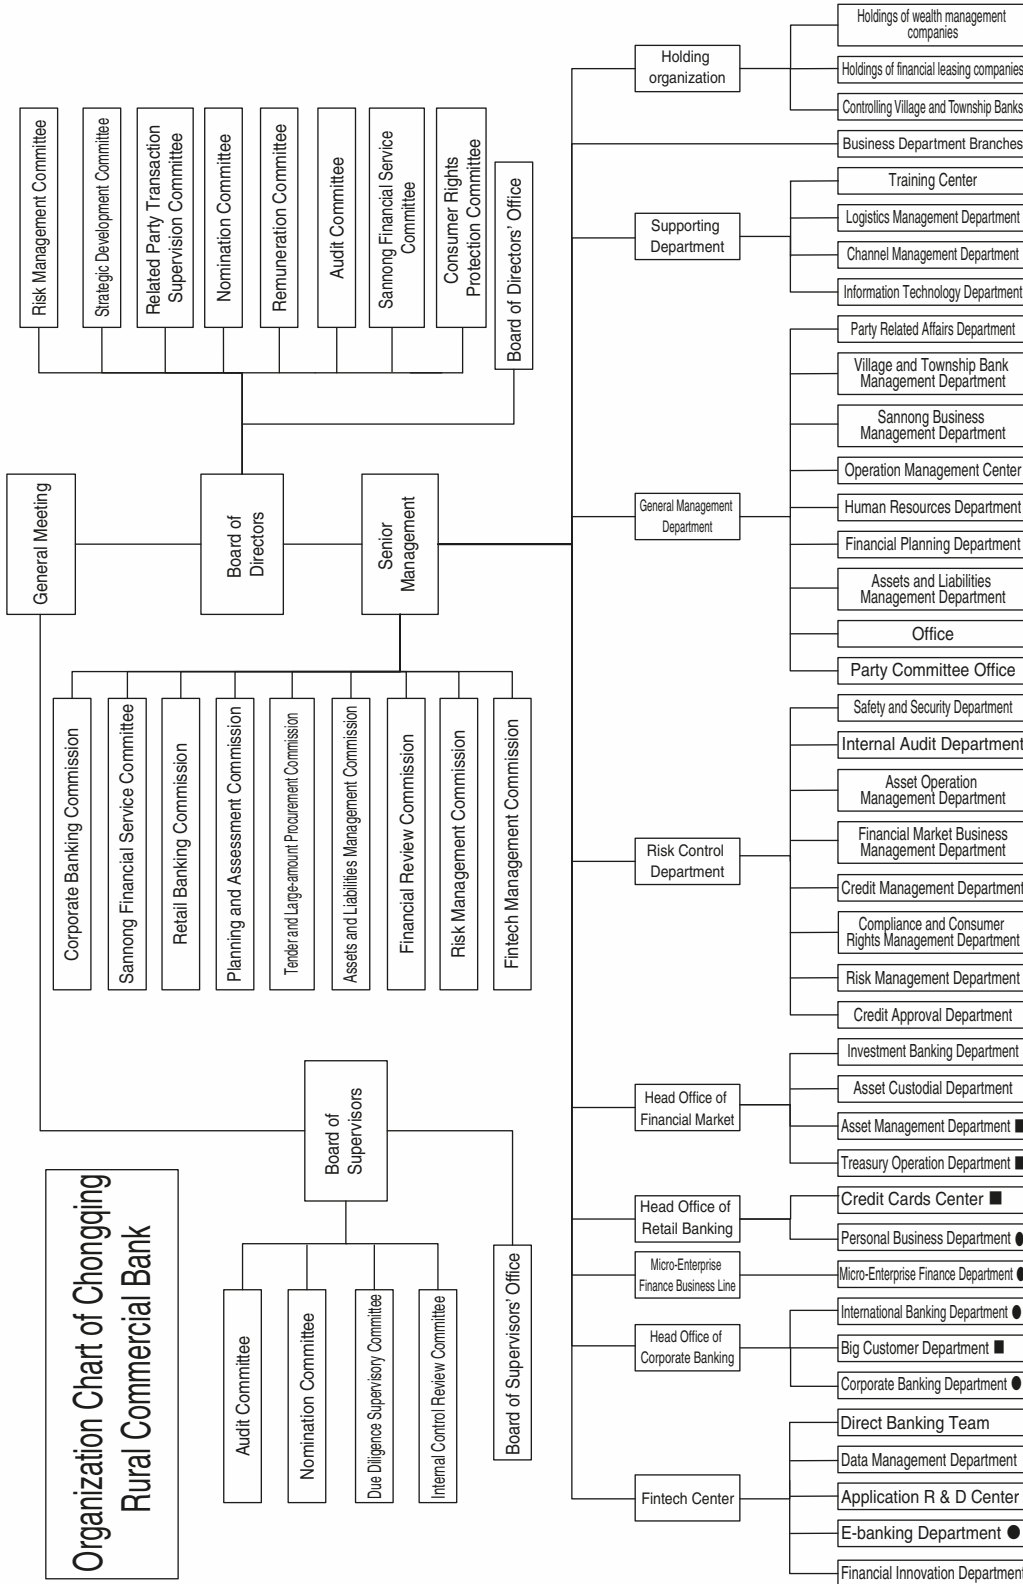 Organization Chart of Chongqing
Rural Commercial Bank
General Meeting
Board of
Directors
Senior
Management
Board of
Supervisors
Risk Management Committee
Strategic Development Committee
Related Party Transaction
Supervision Committee
Nomination Committee
Remuneration Committee
Audit Committee
Sannong Financial Service
Committee
Consumer Rights
Protection Committee
Board of Directors' Office
Corporate Banking Commission
Sannong Financial Service Committee
Retail Banking Commission
Planning and Assessment Commission
Tender and Large-amount Procurement Commission
Assets and Liabilities Management Commission
Financial Review Commission
Risk Management Commission
Fintech Management Commission
Audit Committee
Nomination Committee
Due Diligence Supervisory Committee
Internal Control Review Committee
Board of Supervisors' Office
Holding
organization
Holdings of wealth management
companies
Holdings of financial leasing companies
Controlling Village and Township Banks
Business Department Branches
Supporting
Department
Training Center
Logistics Management Department
Channel Management Department
Information Technology Department
General Management
Department
Party Related Affairs Department
Village and Township Bank
Management Department
Sannong Business
Management Department
Operation Management Center
Human Resources Department
Financial Planning Department
Assets and Liabilities
Management Department
Office
Party Committee Office
Risk Control
Department
Safety and Security Department
Internal Audit Department
Asset Operation
Management Department
Financial Market Business
Management Department
Credit Management Department
Compliance and Consumer
Rights Management Department
Risk Management Department
Credit Approval Department
Head Office of
Financial Market
Investment Banking Department
Asset Custodial Department
Asset Management Department ■
Treasury Operation Department ■
Head Office of
Retail Banking
Credit Cards Center ■
Personal Business Department ●
Micro-Enterprise
Finance Business Line
Micro-Enterprise Finance Department ●
Head Office of
Corporate Banking
International Banking Department ●
Big Customer Department ■
Corporate Banking Department ●
Fintech Center
Direct Banking Team
Data Management Department
Application R & D Center
E-banking Department ●
Financial Innovation Department